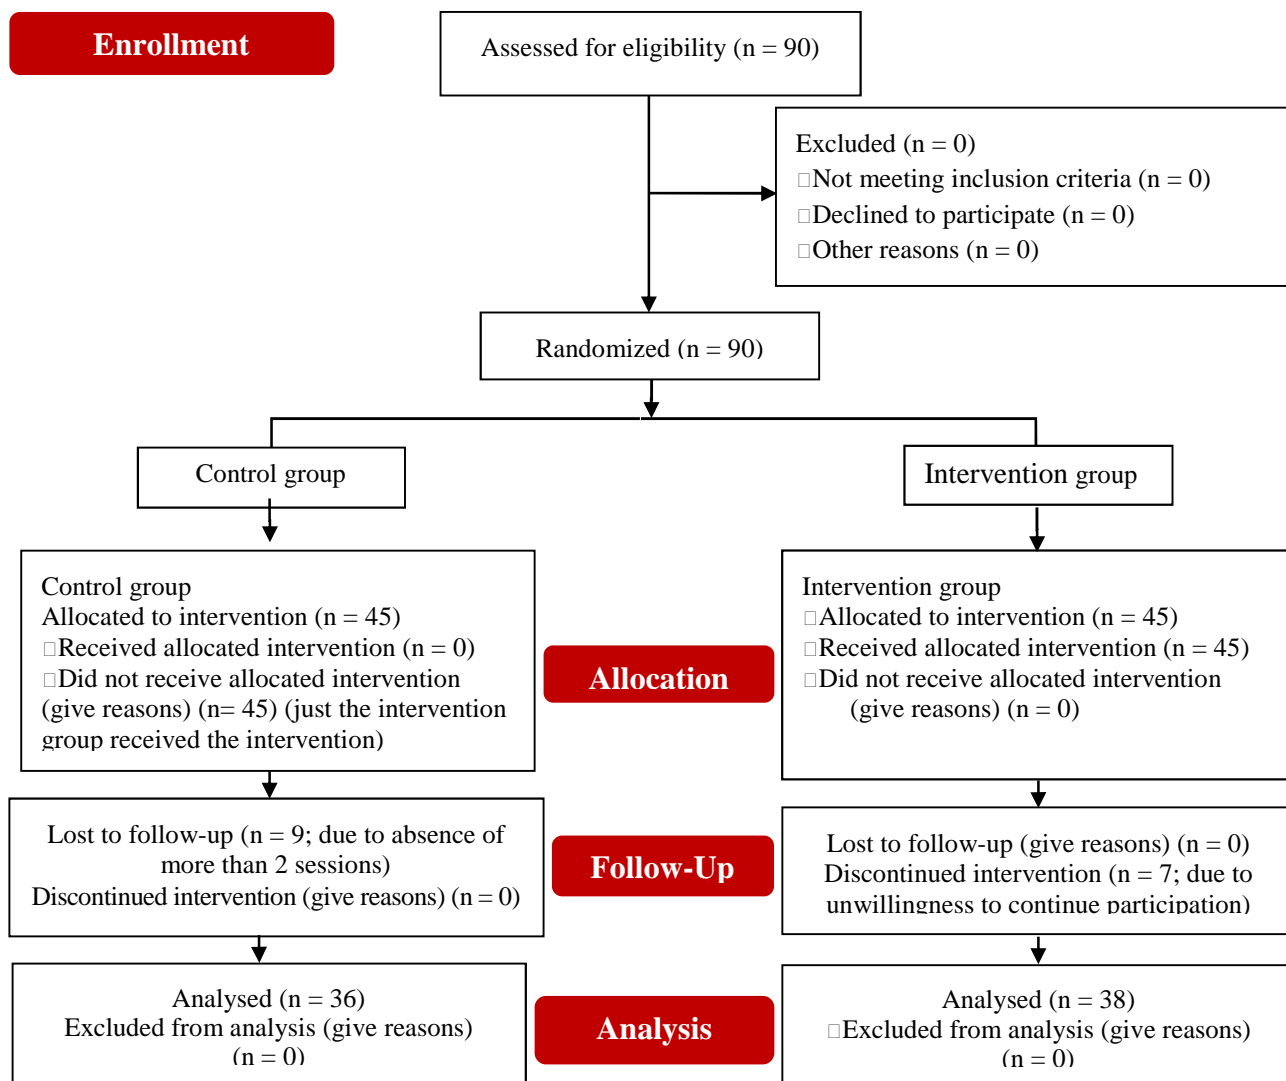 Enrollment
Assessed for eligibility (n = 90)
Excluded (n = 0)
□Not meeting inclusion criteria (n = 0)
□Declined to participate (n = 0)
□Other reasons (n = 0)
Randomized (n = 90)
Control group
Intervention group
Control group
Allocated to intervention (n = 45)
□Received allocated intervention (n = 0)
□Did not receive allocated intervention
(give reasons) (n= 45) (just the intervention
group received the intervention)
Allocation
Intervention group
□Allocated to intervention (n = 45)
□Received allocated intervention (n = 45)
□Did not receive allocated intervention
(give reasons) (n = 0)
Lost to follow-up (n = 9; due to absence of
more than 2 sessions)
Discontinued intervention (give reasons) (n = 0)
Follow-Up
Lost to follow-up (give reasons) (n = 0)
Discontinued intervention (n = 7; due to
unwillingness to continue participation)
Analysed (n = 36)
Excluded from analysis (give reasons)
(n = 0)
Analysis
Analysed (n = 38)
□Excluded from analysis (give reasons)
(n = 0)